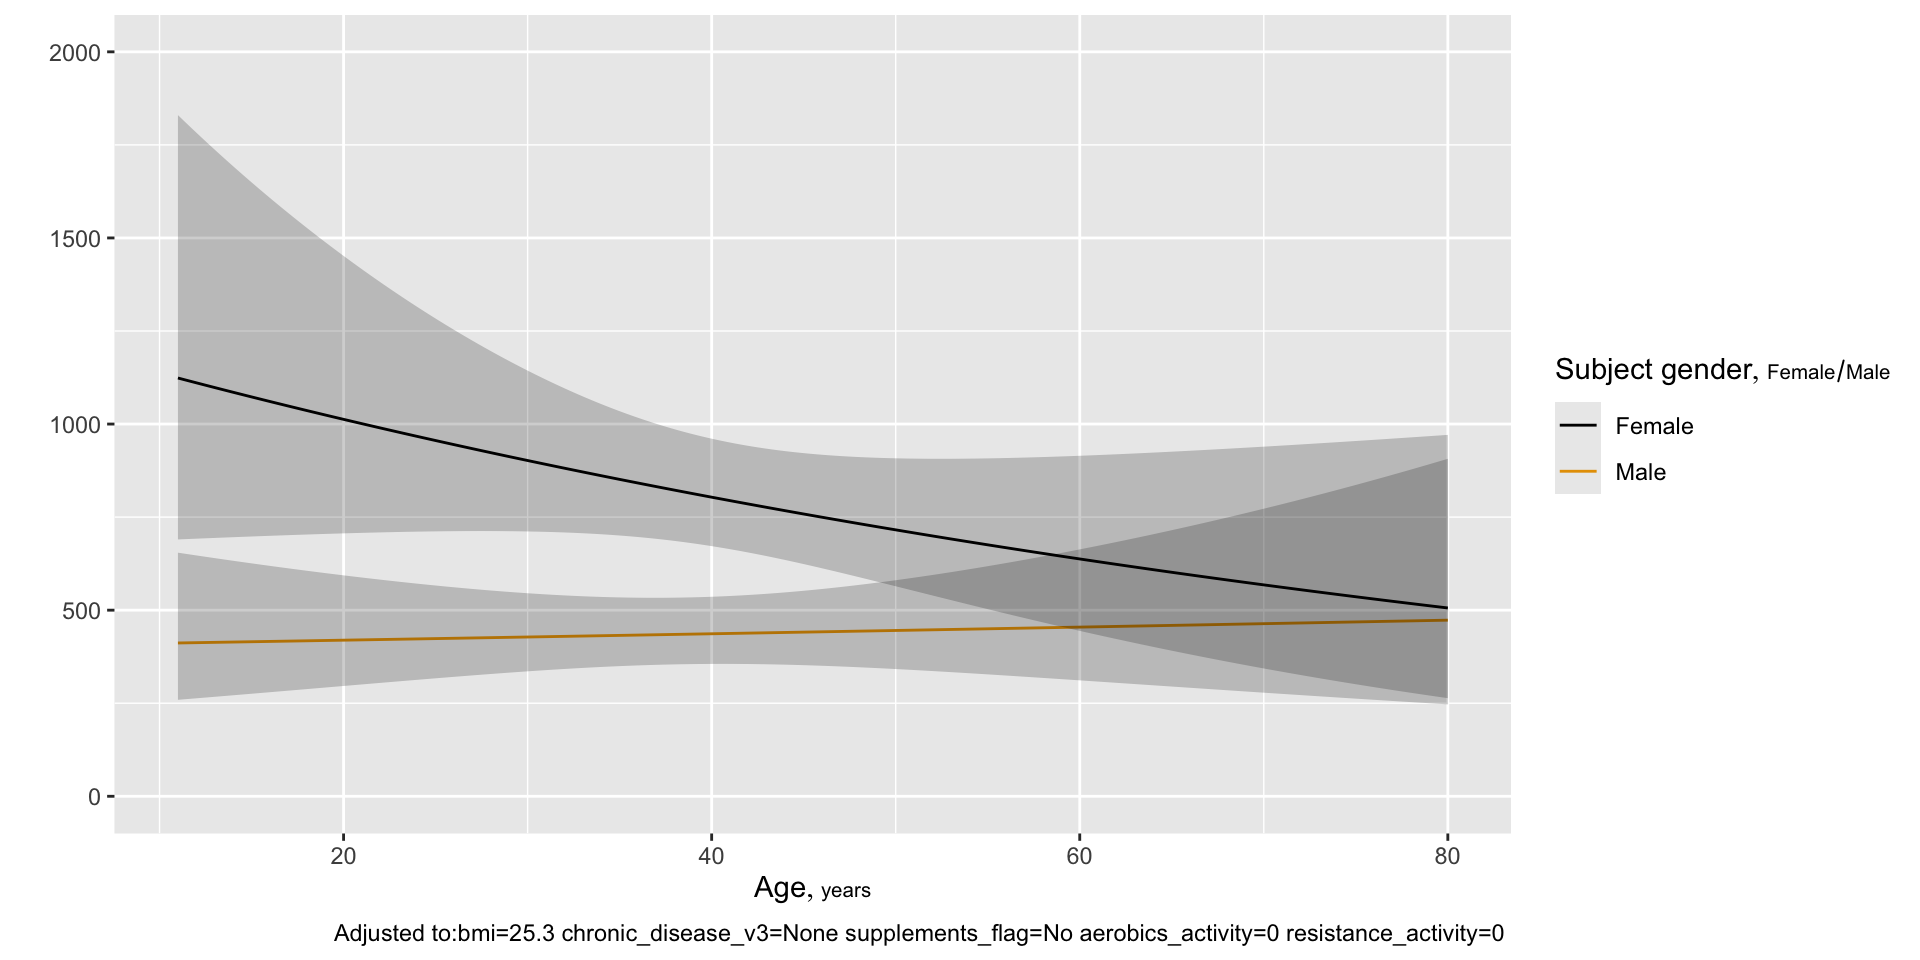 2000
1500
1000
500
0
20 40 60 80
Age, years
Adjusted to:bmi=25.3 chronic_disease_v3=None supplements_flag=No aerobics_activity=0 resistance_activity=0
Subject gender, Female/Male
Female
Male